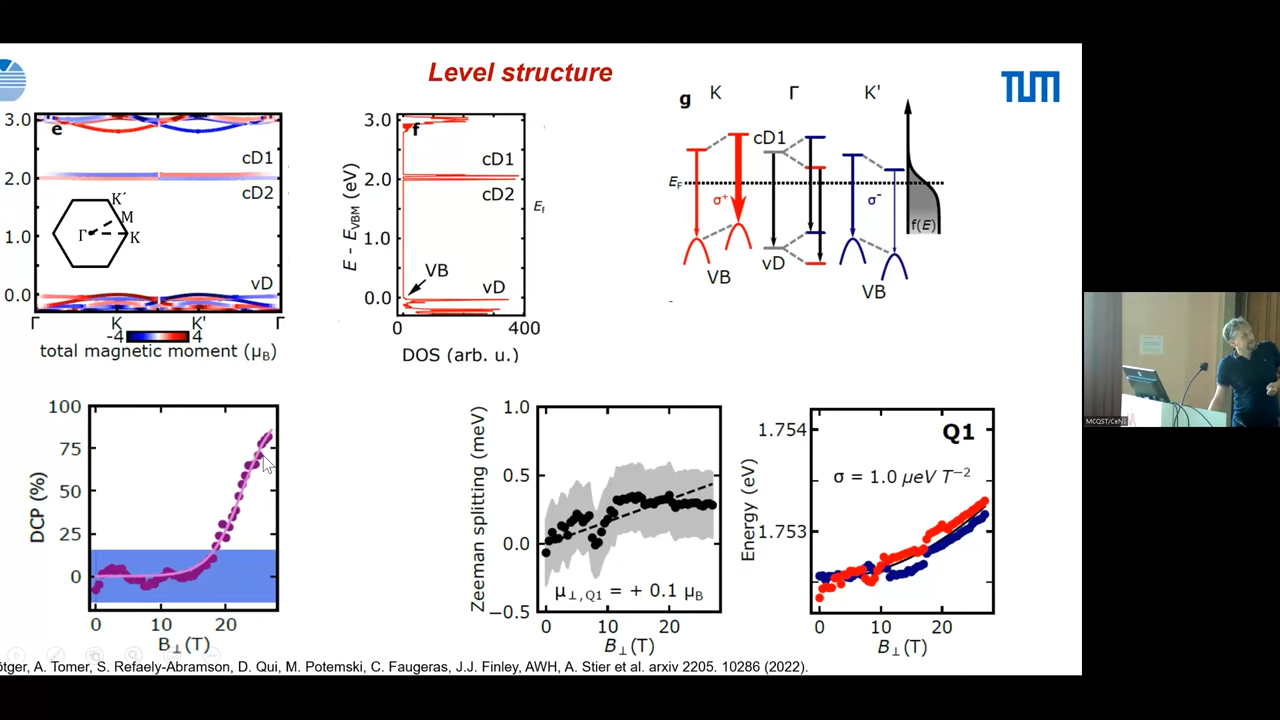 Level structure
TUM
e
3.0
2.0
1.0
0.0
cD1
cD2
vD
K´
M
Γ
K
Γ
K
K'
Γ
-4
4
total magnetic moment (μB)
f
3.0
2.0
1.0
0.0
E - EVBM (eV)
cD1
cD2
VB
vD
0
400
DOS (arb. u.)
g
K
Γ
K'
cD1
EF
σ+
σ-
f(E)
VB
vD
VB
100
75
50
25
0
DCP (%)
0
10
20
B⊥(T)
1.0
0.5
0.0
−0.5
Zeeman splitting (meV)
μ⊥,Q1 = + 0.1 μB
0
10
20
B⊥(T)
1.754
1.753
Energy (eV)
Q1
σ = 1.0 μeV T−2
0
10
20
B⊥(T)
MCQST/CeNS
ötger, A. Tomer, S. Refaely-Abramson, D. Qui, M. Potemski, C. Faugeras, J.J. Finley, AWH, A. Stier et al. arxiv 2205. 10286 (2022).